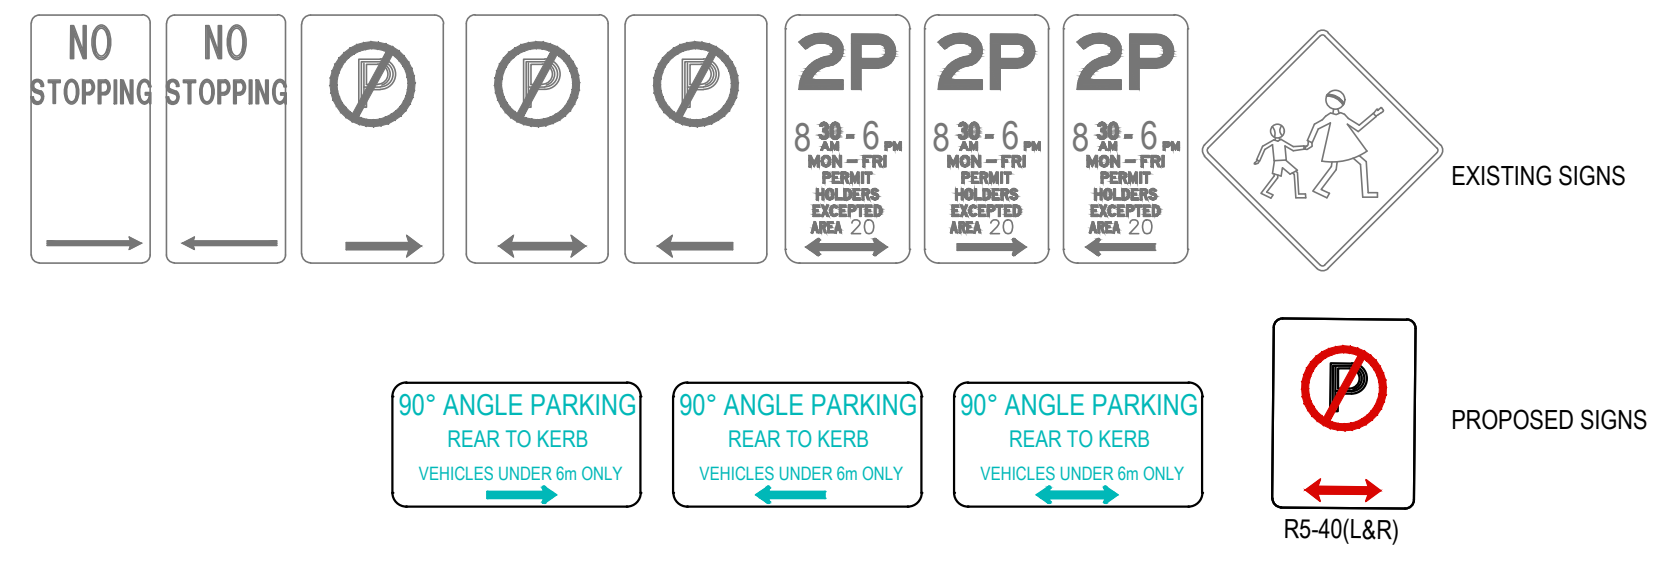 NO
STOPPING
NO
STOPPING
P
P
P
2P
8 30 AM - 6 PM
MON - FRI
PERMIT
HOLDERS
EXCEPTED
AREA 20
2P
8 30 AM - 6 PM
MON - FRI
PERMIT
HOLDERS
EXCEPTED
AREA 20
2P
8 30 AM - 6 PM
MON - FRI
PERMIT
HOLDERS
EXCEPTED
AREA 20
EXISTING SIGNS
90° ANGLE PARKING
REAR TO KERB
VEHICLES UNDER 6m ONLY
90° ANGLE PARKING
REAR TO KERB
VEHICLES UNDER 6m ONLY
90° ANGLE PARKING
REAR TO KERB
VEHICLES UNDER 6m ONLY
P
R5-40(L&R)
PROPOSED SIGNS